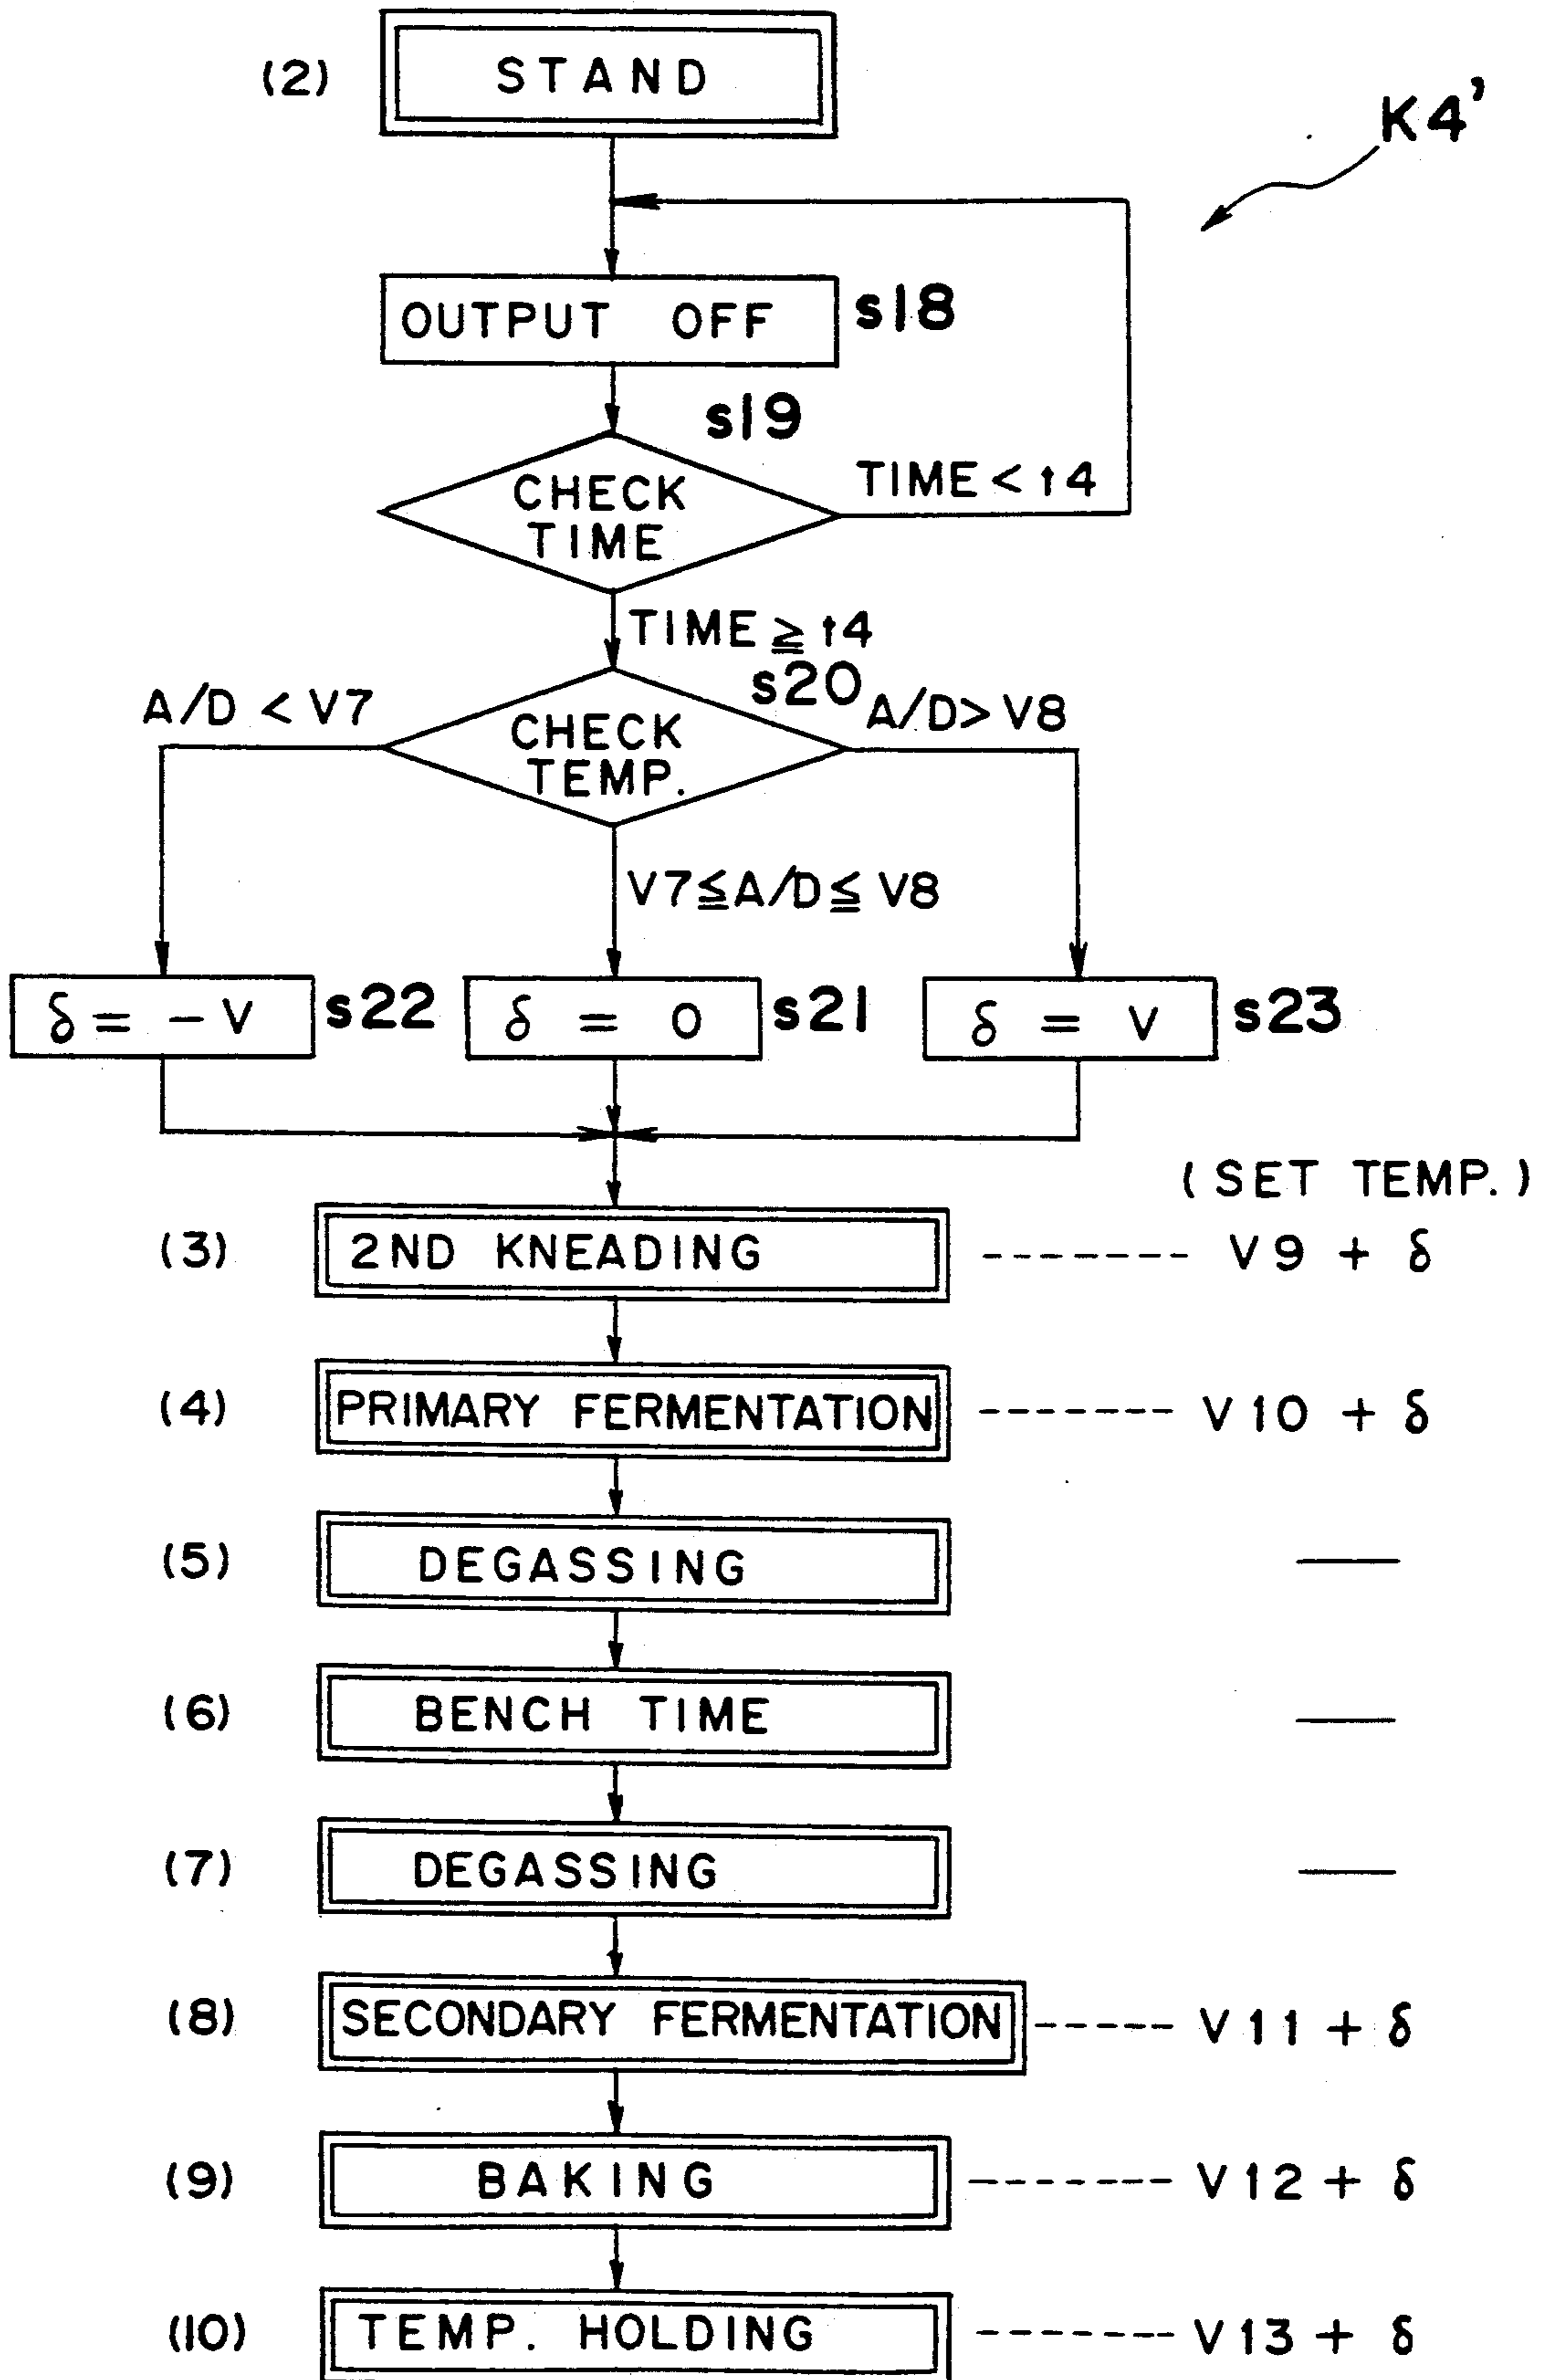 (2) STAND
K4'
OUTPUT OFF s18
s19
CHECK
TIME
TIME < t4
TIME ≧ t4
s20
A/D < V7
A/D > V8
CHECK
TEMP.
V7 ≦ A/D ≦ V8
δ = - V s22
δ = 0 s21
δ = V s23
(SET TEMP.)
(3) 2ND KNEADING ------- V9 + δ
(4) PRIMARY FERMENTATION ------- V10 + δ
(5) DEGASSING —
(6) BENCH TIME —
(7) DEGASSING —
(8) SECONDARY FERMENTATION ----- V11 + δ
(9) BAKING ------- V12 + δ
(10) TEMP. HOLDING ------- V13 + δ